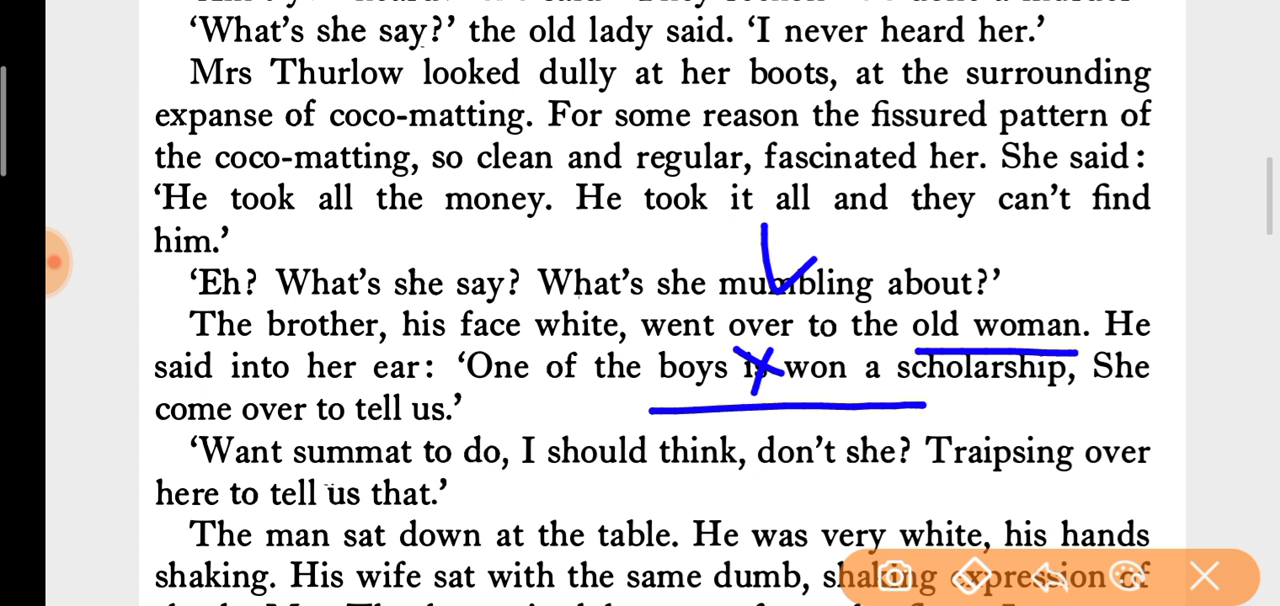 ‘What’s she say?’ the old lady said. ‘I never heard her.’
Mrs Thurlow looked dully at her boots, at the surrounding
expanse of coco-matting. For some reason the fissured pattern of
the coco-matting, so clean and regular, fascinated her. She said:
‘He took all the money. He took it all and they can’t find
him.’
‘Eh? What’s she say? What’s she mumbling about?’
The brother, his face white, went over to the old woman. He
said into her ear: ‘One of the boys is won a scholarship, She
come over to tell us.’
‘Want summat to do, I should think, don’t she? Traipsing over
here to tell us that.’
The man sat down at the table. He was very white, his hands
shaking. His wife sat with the same dumb, shaking expression of